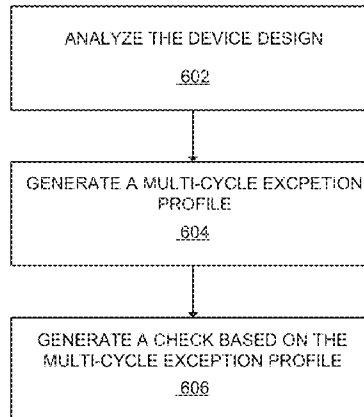 ANALYZE THE DEVICE DESIGN
602
GENERATE A MULTI-CYCLE EXCPETION
PROFILE
604
GENERATE A CHECK BASED ON THE
MULTI-CYCLE EXCEPTION PROFILE
606